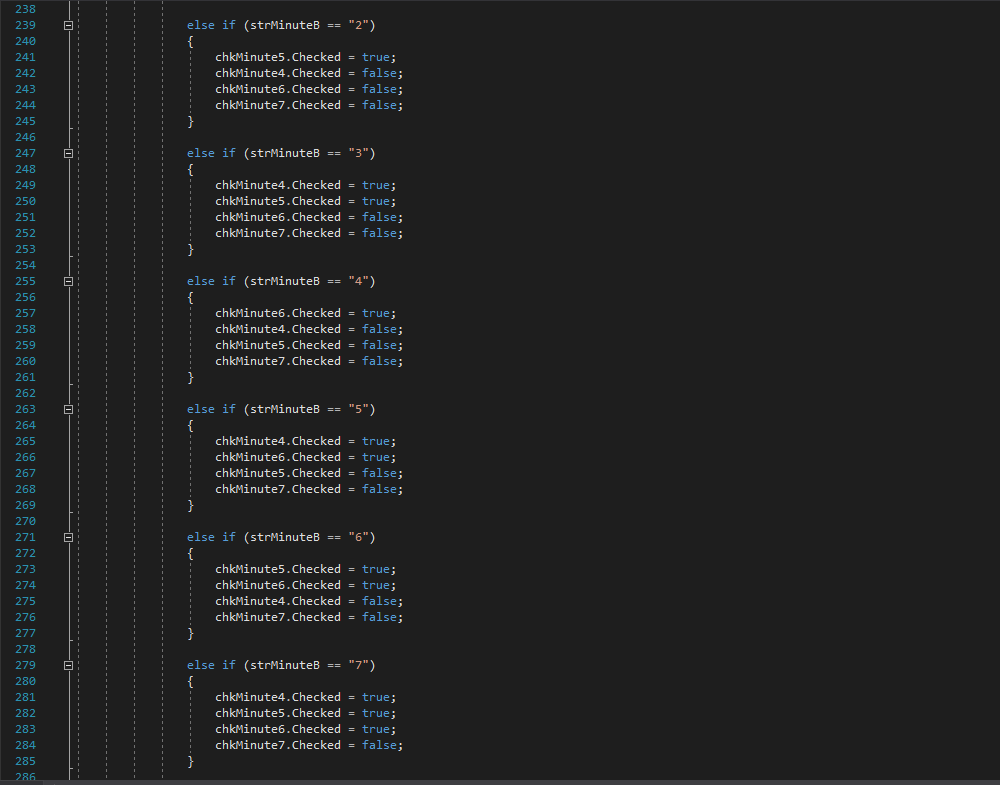 238
239 else if (strMinuteB == "2")
240 {
241 chkMinute5.Checked = true;
242 chkMinute4.Checked = false;
243 chkMinute6.Checked = false;
244 chkMinute7.Checked = false;
245 }
246
247 else if (strMinuteB == "3")
248 {
249 chkMinute4.Checked = true;
250 chkMinute5.Checked = true;
251 chkMinute6.Checked = false;
252 chkMinute7.Checked = false;
253 }
254
255 else if (strMinuteB == "4")
256 {
257 chkMinute6.Checked = true;
258 chkMinute4.Checked = false;
259 chkMinute5.Checked = false;
260 chkMinute7.Checked = false;
261 }
262
263 else if (strMinuteB == "5")
264 {
265 chkMinute4.Checked = true;
266 chkMinute6.Checked = true;
267 chkMinute5.Checked = false;
268 chkMinute7.Checked = false;
269 }
270
271 else if (strMinuteB == "6")
272 {
273 chkMinute5.Checked = true;
274 chkMinute6.Checked = true;
275 chkMinute4.Checked = false;
276 chkMinute7.Checked = false;
277 }
278
279 else if (strMinuteB == "7")
280 {
281 chkMinute4.Checked = true;
282 chkMinute5.Checked = true;
283 chkMinute6.Checked = true;
284 chkMinute7.Checked = false;
285 }
286